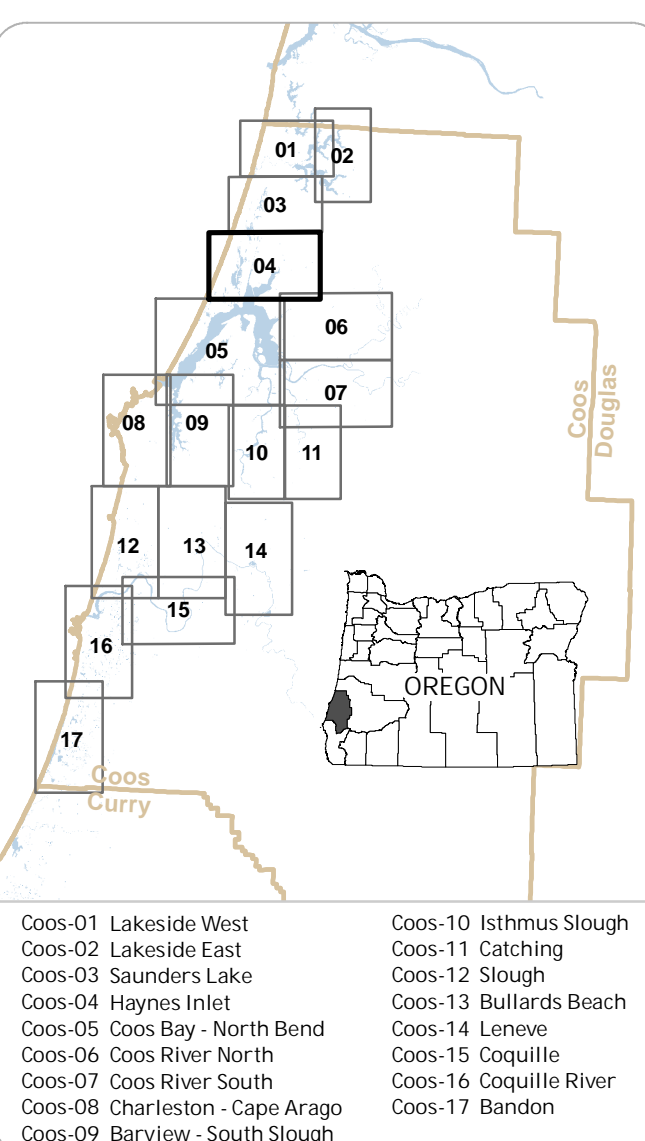 01
02
03
04
05
06
07
08
09
10
11
12
13
14
15
16
17
Coos
Douglas
OREGON
Coos
Curry
Coos-01 Lakeside West
Coos-02 Lakeside East
Coos-03 Saunders Lake
Coos-04 Haynes Inlet
Coos-05 Coos Bay - North Bend
Coos-06 Coos River North
Coos-07 Coos River South
Coos-08 Charleston - Cape Arago
Coos-09 Barview - South Slough
Coos-10 Isthmus Slough
Coos-11 Catching
Coos-12 Slough
Coos-13 Bullards Beach
Coos-14 Leneve
Coos-15 Coquille
Coos-16 Coquille River
Coos-17 Bandon